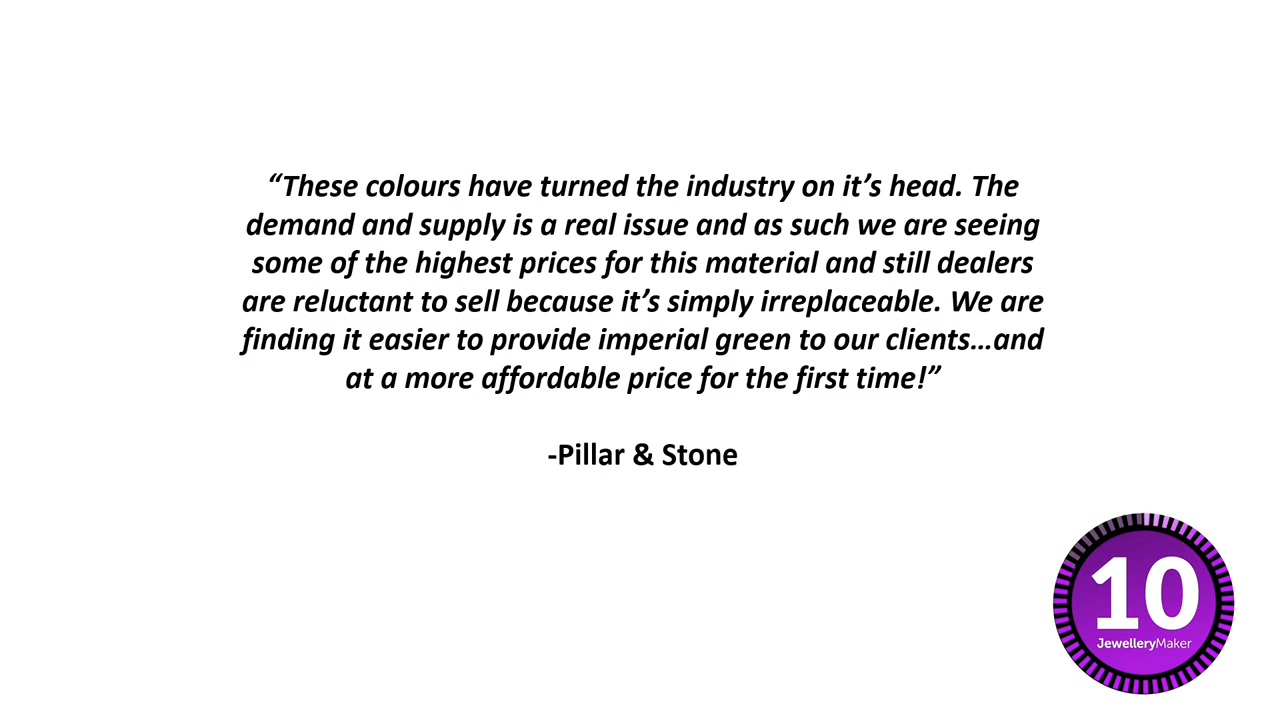 “These colours have turned the industry on it’s head. The
demand and supply is a real issue and as such we are seeing
some of the highest prices for this material and still dealers
are reluctant to sell because it’s simply irreplaceable. We are
finding it easier to provide imperial green to our clients…and
at a more affordable price for the first time!”
-Pillar & Stone
10
JewelleryMaker